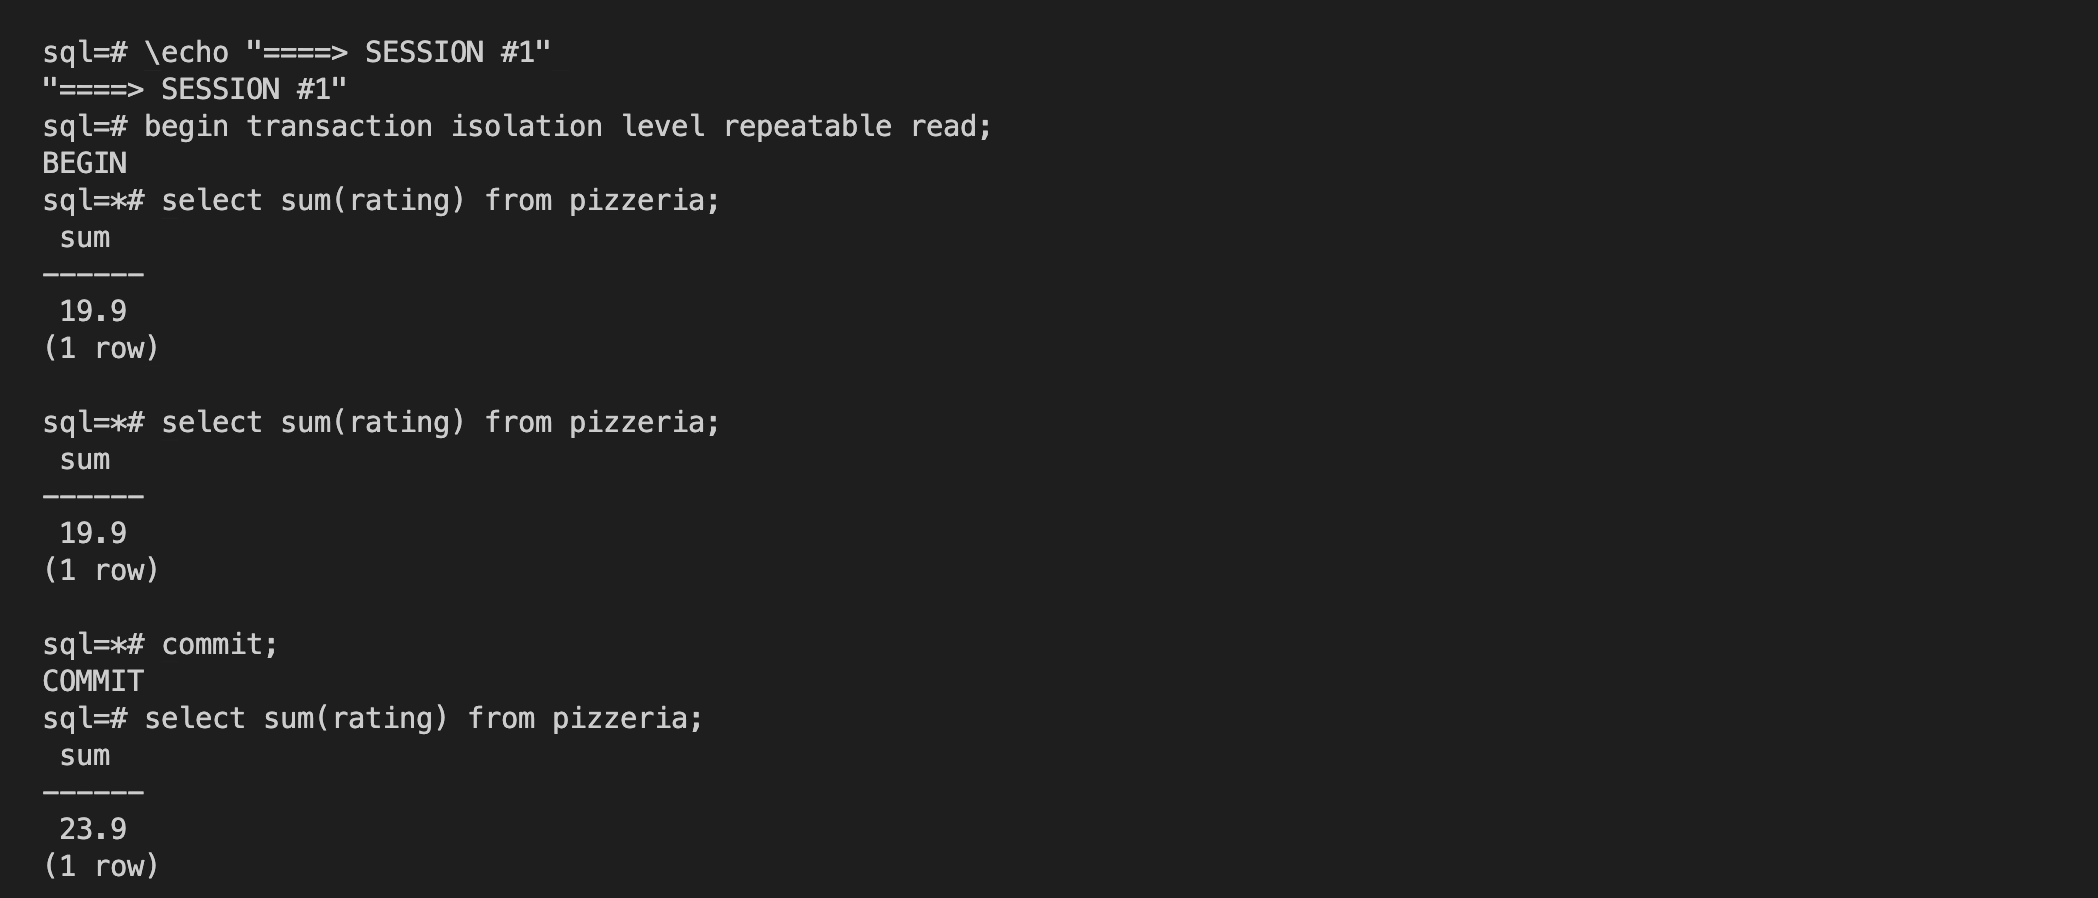 sql=# \echo "====> SESSION #1"
"====> SESSION #1"
sql=# begin transaction isolation level repeatable read;
BEGIN
sql=*# select sum(rating) from pizzeria;
 sum
------
 19.9
(1 row)

sql=*# select sum(rating) from pizzeria;
 sum
------
 19.9
(1 row)

sql=*# commit;
COMMIT
sql=# select sum(rating) from pizzeria;
 sum
------
 23.9
(1 row)